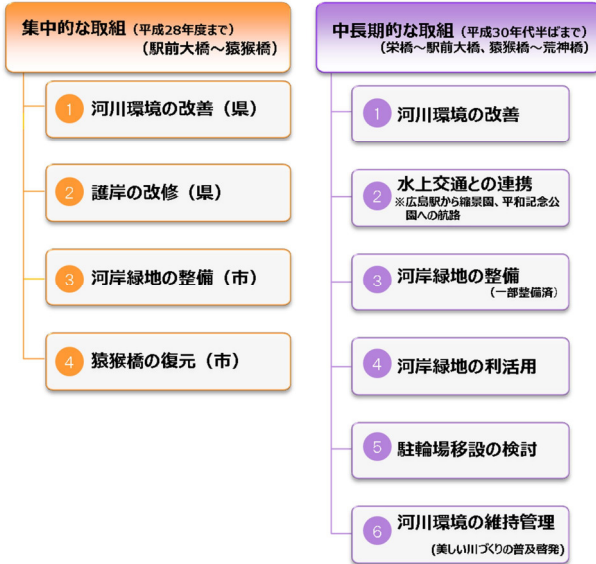 集中的な取組（平成28年度まで）
（駅前大橋～猿猴橋）
1 河川環境の改善（県）
2 護岸の改修（県）
3 河岸緑地の整備（市）
4 猿猴橋の復元（市）
中長期的な取組（平成30年代半ばまで）
（栄橋～駅前大橋、猿猴橋～荒神橋）
1 河川環境の改善
2 水上交通との連携
※広島駅から縮景園、平和記念公
園への航路
3 河岸緑地の整備
（一部整備済）
4 河岸緑地の利活用
5 駐輪場移設の検討
6 河川環境の維持管理
(美しい川づくりの普及啓発)